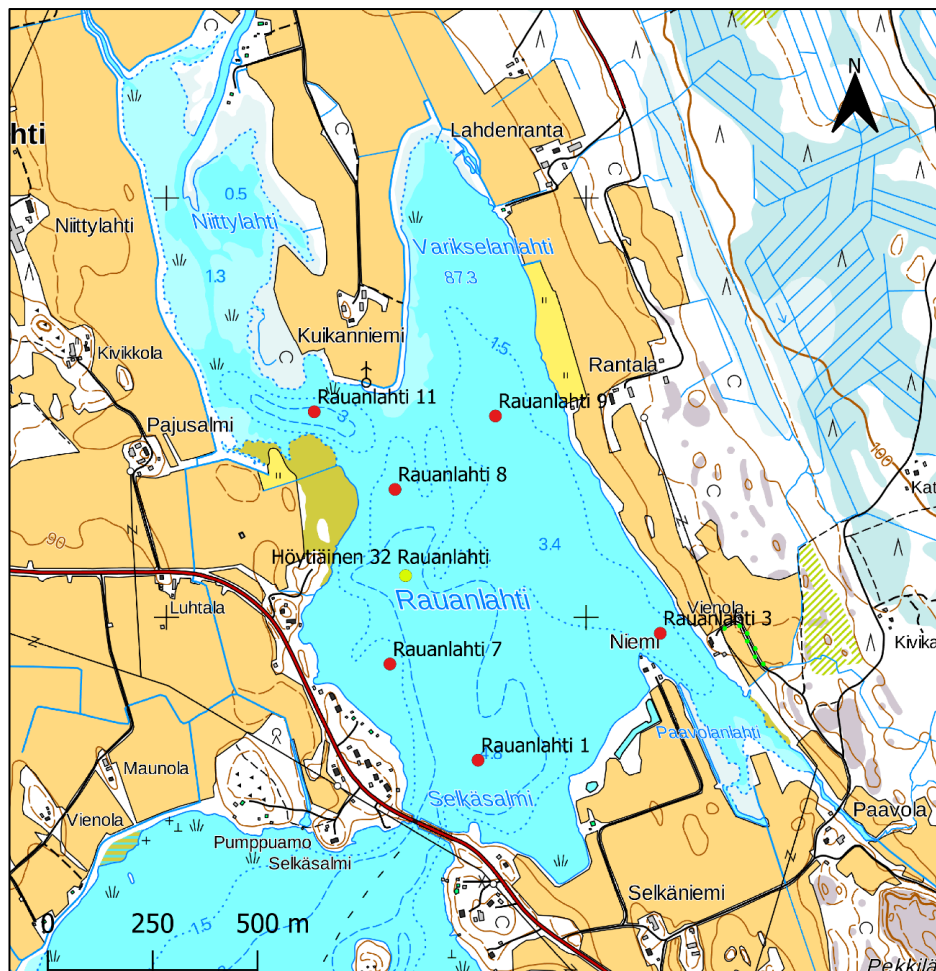 N
Lahdenranta
hti
0.5
Niittylahti
Niittylahti
Varikselanlahti
1.3
87.3
Kuikanniemi
1.5
Kivikkola
Rantala
Rauanlahti 11
3
Rauanlahti 9
Pajusalmi
100
Rauanlahti 8
Kat
90
3.4
Höytiäinen 32 Rauanlahti
Rauanlahti
Luhtala
Vienola
Rauanlahti 3
Niemi
Kivika
Rauanlahti 7
Paavolanlahti
Rauanlahti 1
4.8
Maunola
Selkäsalmi
Paavola
Vienola
Pumppuamo
Selkäsalmi
Selkäniemi
0 250 500 m
1.5
Pekkilä